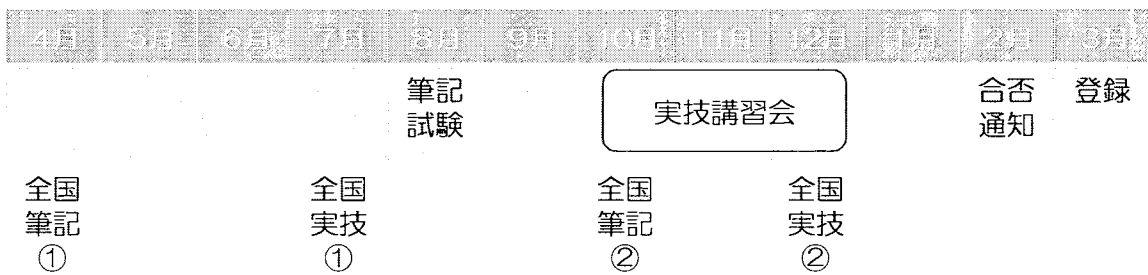 4月 5月 6月 7月 8月 9月 10月 11月 12月 1月 2月 3月
筆記 試験
実技講習会
合否 通知
登録
全国 筆記 ①
全国 実技 ①
全国 筆記 ②
全国 実技 ②